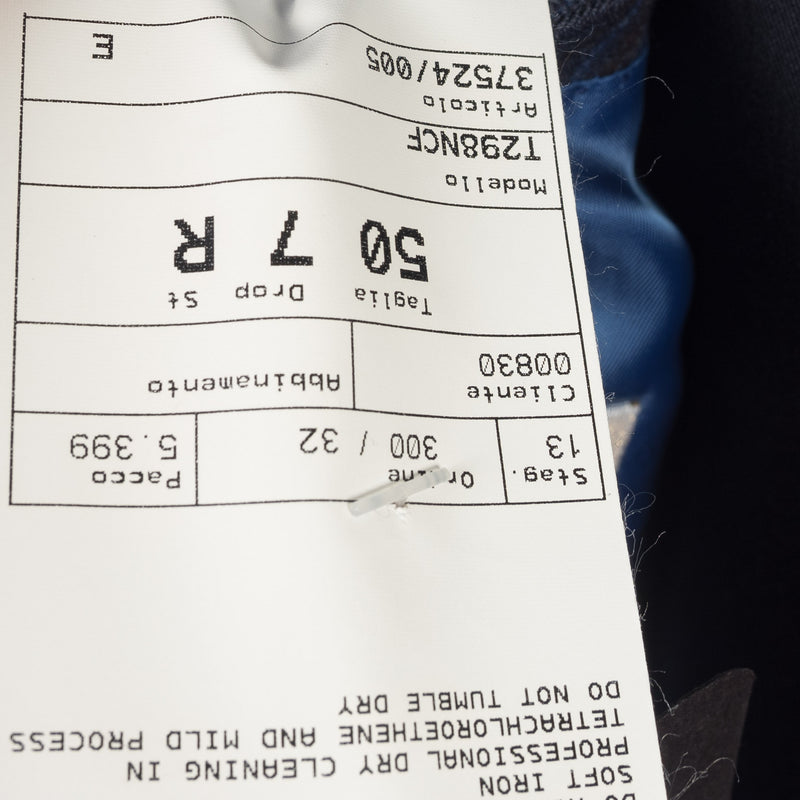 SOFT IRON
PROFESSIONAL DRY CLEANING IN
TETRACHLOROETHENE AND MILD PROCESS
DO NOT TUMBLE DRY
Stag. Ordine Pacco
13 300 / 32 5.399
Cliente Abbinamento
00830
Taglia Drop St
50 7 R
Modello
T298NCF
Articolo
37524/005 E